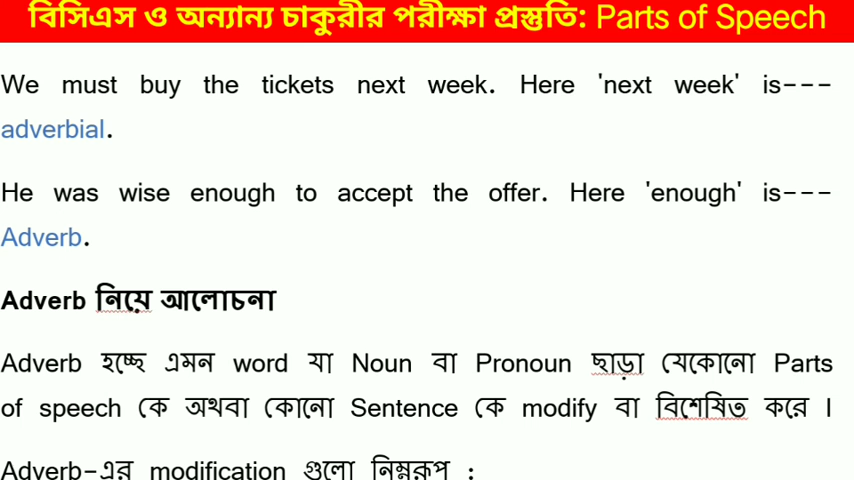 বিসিএস ও অন্যান্য চাকুরীর পরীক্ষা প্রস্তুতি: Parts of Speech
We must buy the tickets next week. Here 'next week' is---
adverbial.
He was wise enough to accept the offer. Here 'enough' is---
Adverb.
Adverb নিয়ে আলোচনা
Adverb হচ্ছে এমন word যা Noun বা Pronoun ছাড়া যেকোনো Parts
of speech কে অথবা কোনো Sentence কে modify বা বিশেষিত করে ।
Adverb-এর modification গুলো নিম্নরূপ :